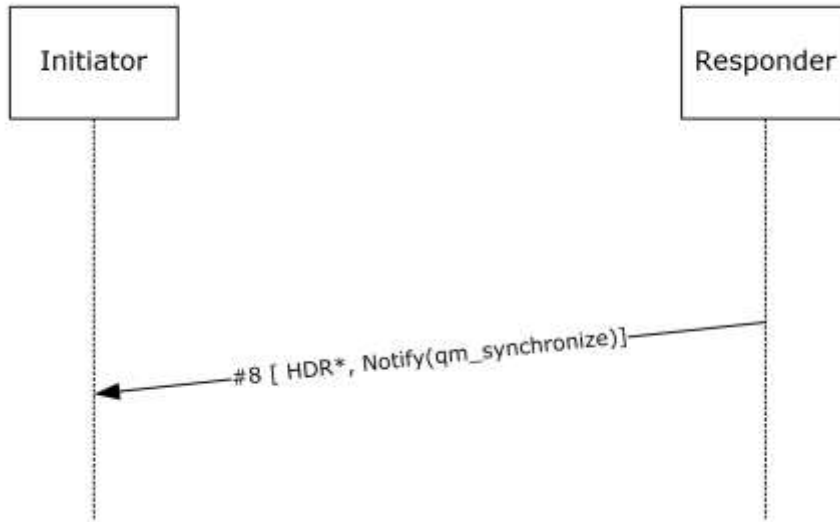 Initiator
Responder
#8 [ HDR*, Notify(qm_synchronize)]